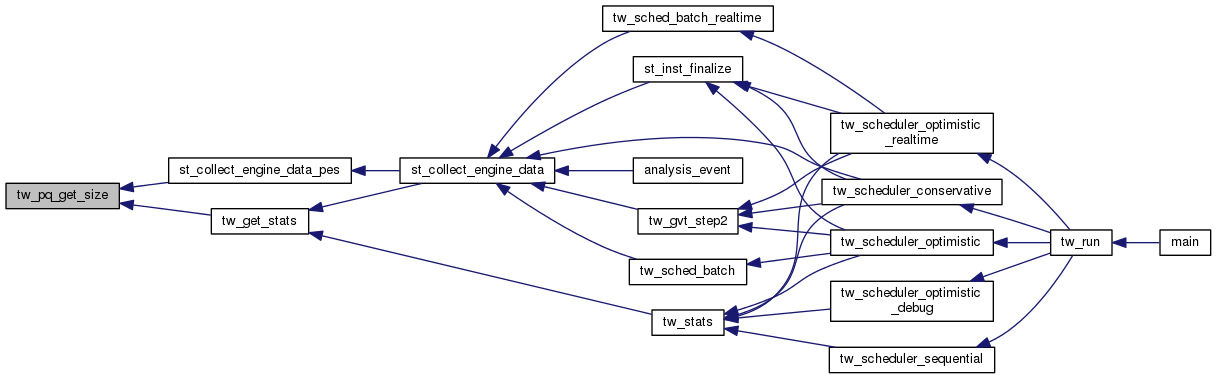 tw_pq_get_size
st_collect_engine_data_pes
tw_get_stats
st_collect_engine_data
tw_sched_batch_realtime
st_inst_finalize
analysis_event
tw_gvt_step2
tw_sched_batch
tw_stats
tw_scheduler_optimistic
_realtime
tw_scheduler_conservative
tw_scheduler_optimistic
tw_scheduler_optimistic
_debug
tw_scheduler_sequential
tw_run
main